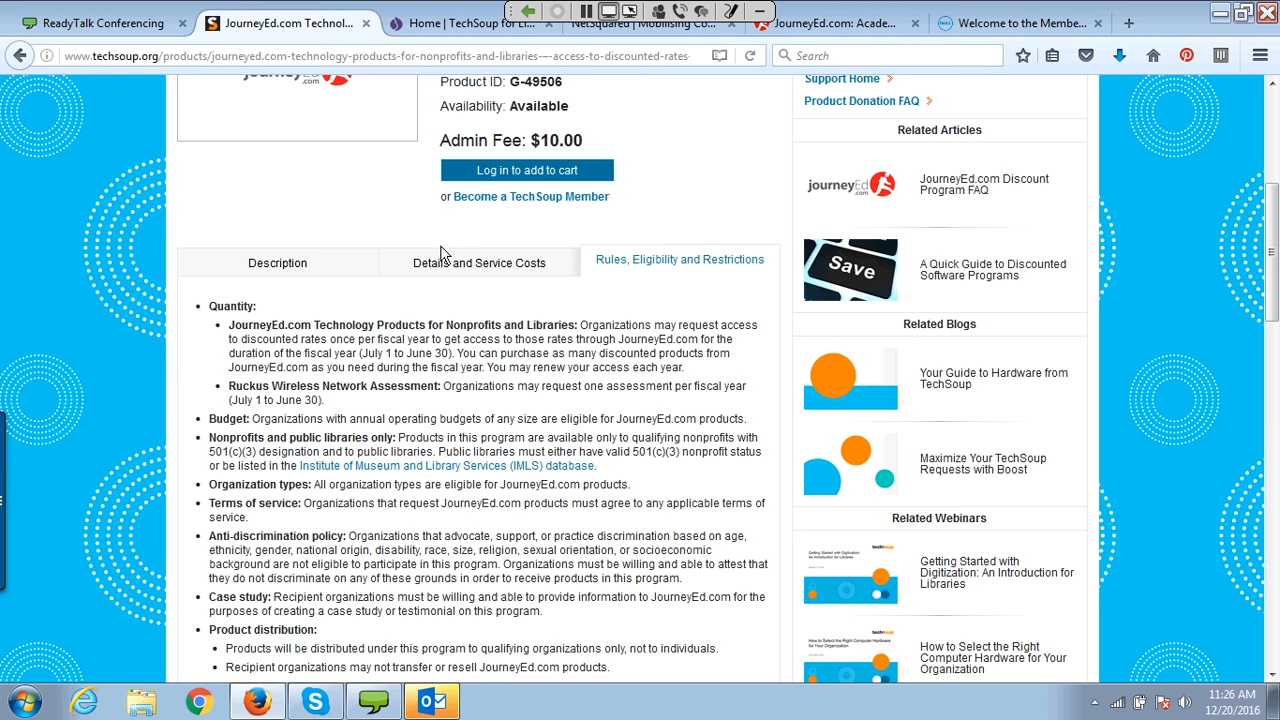 ReadyTalk Conferencing
JourneyEd.com Technol...
Home | TechSoup for Li...
NetSquared | Mobilising Co...
JourneyEd.com: Acade...
Welcome to the Membe...
www.techsoup.org/products/journeyed.com-technology-products-for-nonprofits-and-libraries----access-to-discounted-rates-
Search
journeyEd
.com
Product ID: G-49506
Availability: Available
Admin Fee: $10.00
Log in to add to cart
or Become a TechSoup Member
Description
Details and Service Costs
Rules, Eligibility and Restrictions
Quantity:
JourneyEd.com Technology Products for Nonprofits and Libraries: Organizations may request access
to discounted rates once per fiscal year to get access to those rates through JourneyEd.com for the
duration of the fiscal year (July 1 to June 30). You can purchase as many discounted products from
JourneyEd.com as you need during the fiscal year. You may renew your access each year.
Ruckus Wireless Network Assessment: Organizations may request one assessment per fiscal year
(July 1 to June 30).
Budget: Organizations with annual operating budgets of any size are eligible for JourneyEd.com products.
Nonprofits and public libraries only: Products in this program are available only to qualifying nonprofits with
501(c)(3) designation and to public libraries. Public libraries must either have valid 501(c)(3) nonprofit status
or be listed in the Institute of Museum and Library Services (IMLS) database.
Organization types: All organization types are eligible for JourneyEd.com products.
Terms of service: Organizations that request JourneyEd.com products must agree to any applicable terms of
service.
Anti-discrimination policy: Organizations that advocate, support, or practice discrimination based on age,
ethnicity, gender, national origin, disability, race, size, religion, sexual orientation, or socioeconomic
background are not eligible to participate in this program. Organizations must be willing and able to attest that
they do not discriminate on any of these grounds in order to receive products in this program.
Case study: Recipient organizations must be willing and able to provide information to JourneyEd.com for the
purposes of creating a case study or testimonial on this program.
Product distribution:
Products will be distributed under this program to qualifying organizations only, not to individuals.
Recipient organizations may not transfer or resell JourneyEd.com products.
Support Home
Product Donation FAQ
Related Articles
journeyEd
.com
JourneyEd.com Discount
Program FAQ
Save
A Quick Guide to Discounted
Software Programs
Related Blogs
Your Guide to Hardware from
TechSoup
Maximize Your TechSoup
Requests with Boost
Related Webinars
techsoup
Getting Started with
Digitization: An Introduction for
Libraries
techsoup
How to Select the Right
Computer Hardware for Your
Organization
11:26 AM
12/20/2016